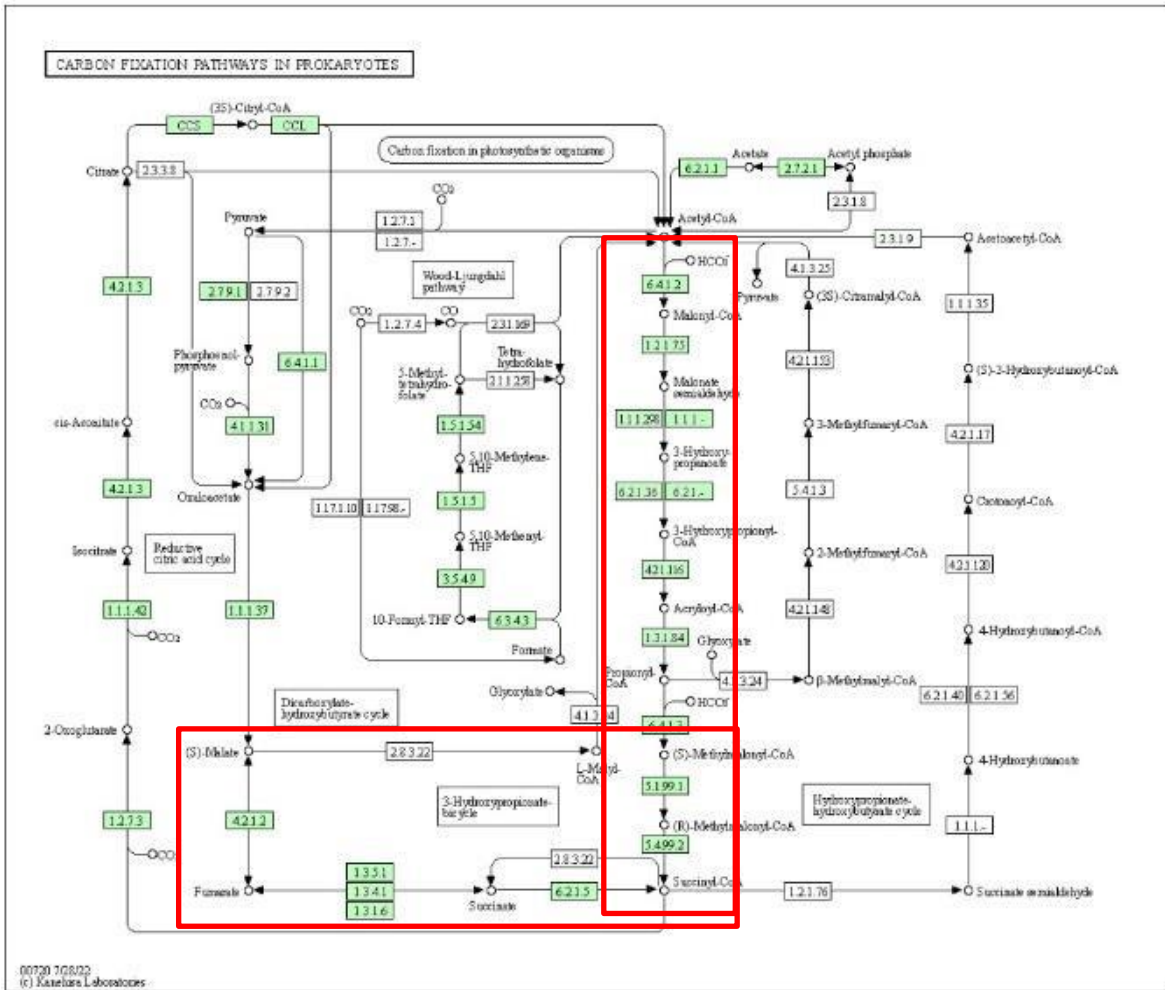 CARBON FIXATION PATHWAYS IN PROKARYOTES
(3S)-Citryl-CoA
CCS
CCL
Carbon fixation in photosynthetic organisms
Citrate
2.3.3.8
Acetate
Acetyl phosphate
6.2.1.1
2.7.2.1
2.3.1.8
CO2
Pyruvate
1.2.7.1
1.2.7.-
Acetyl-CoA
2.3.1.9
Acetoacetyl-CoA
Wood-Ljungdahl
pathway
HCO3-
4.1.3.25
Pyruvate
(3S)-Citramalyl-CoA
4.2.1.3
2.7.9.1
2.7.9.2
6.4.1.2
1.1.1.35
CO2
1.2.7.4
CO
2.3.1.169
Malonyl-CoA
1.2.1.75
Phosphoenol-
pyruvate
6.4.1.1
Tetra-
hydrofolate
5-Methyl-
tetrahydro-
folate
2.1.1.258
4.2.1.153
(S)-3-Hydroxybutanoyl-CoA
Malonate
semialdehyde
CO2
4.1.1.31
1.5.1.54
1.1.1.298
1.1.1.-
3-Methylfumaryl-CoA
cis-Aconitate
4.2.1.17
5,10-Methylene-
THF
3-Hydroxy-
propanoate
4.2.1.3
Oxaloacetate
6.2.1.36
6.2.1.-
5.4.1.3
Crotonoyl-CoA
1.17.1.10
1.17.98.-
1.5.1.5
5,10-Methenyl-
THF
3-Hydroxypropionyl-
CoA
Isocitrate
Reductive
citric acid cycle
2-Methylfumaryl-CoA
3.5.4.9
4.2.1.116
4.2.1.120
1.1.1.42
1.1.1.37
Acryloyl-CoA
4.2.1.148
10-Formyl-THF
6.3.4.3
CO2
1.3.1.84
4-Hydroxybutanoyl-CoA
Formate
Glyoxylate
Propionyl-
CoA
4.1.3.24
β-Methylmalyl-CoA
Glyoxylate
HCO3-
6.2.1.40
6.2.1.56
Dicarboxylate-
hydroxybutyrate cycle
4.1.3.24
6.4.1.3
2-Oxoglutarate
(S)-Malate
2.8.3.22
L-Malyl-
CoA
(S)-Methylmalonyl-CoA
4-Hydroxybutanoate
5.1.99.1
3-Hydroxypropionate-
bicycle
Hydroxypropionate-
hydroxybutyrate cycle
1.2.7.3
4.2.1.2
(R)-Methylmalonyl-CoA
1.1.1.-
5.4.99.2
CO2
2.8.3.22
Fumarate
1.3.5.1
1.3.4.1
1.3.1.6
Succinate
6.2.1.5
Succinyl-CoA
1.2.1.76
Succinate semialdehyde
00720 7/28/22
(c) Kanehisa Laboratories